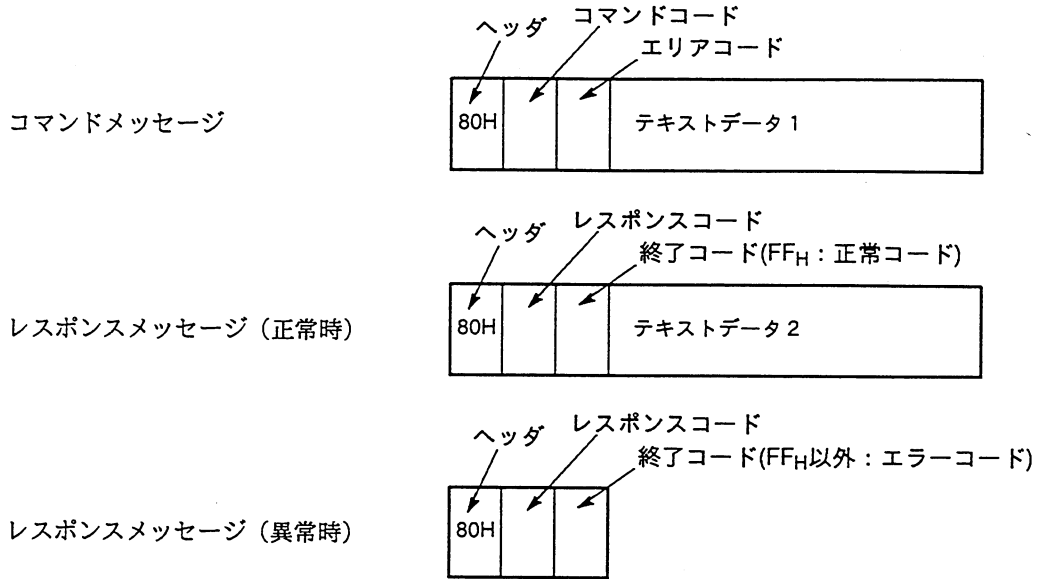 ヘッダ
コマンドコード
エリアコード
コマンドメッセージ
80H
テキストデータ1
ヘッダ
レスポンスコード
終了コード(FFH：正常コード)
レスポンスメッセージ（正常時）
80H
テキストデータ2
ヘッダ
レスポンスコード
終了コード(FFH以外：エラーコード)
レスポンスメッセージ（異常時）
80H